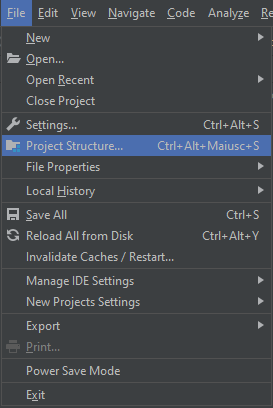 File Edit View Navigate Code Analyze Re
New
Open...
Open Recent
Close Project
Settings... Ctrl+Alt+S
Project Structure... Ctrl+Alt+Maiusc+S
File Properties
Local History
Save All Ctrl+S
Reload All from Disk Ctrl+Alt+Y
Invalidate Caches / Restart...
Manage IDE Settings
New Projects Settings
Export
Print...
Power Save Mode
Exit